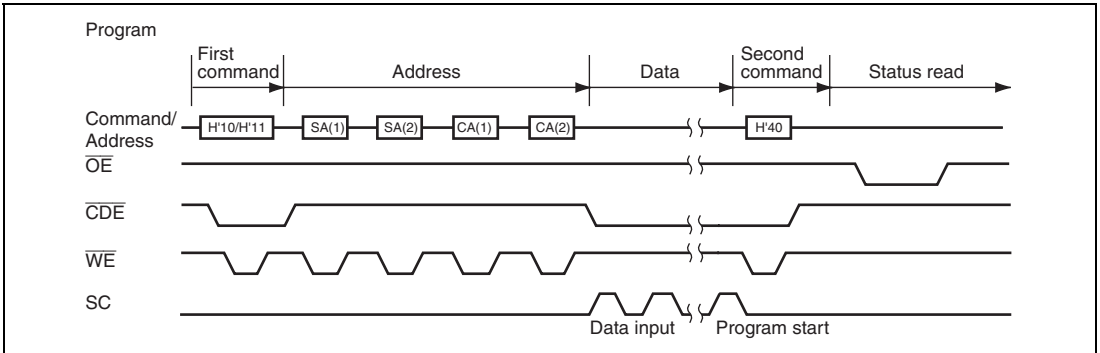 Program
First
command
Address
Data
Second
command
Status read
Command/
Address
H'10/H'11
SA(1)
SA(2)
CA(1)
CA(2)
H'40
OE
CDE
WE
SC
Data input
Program start